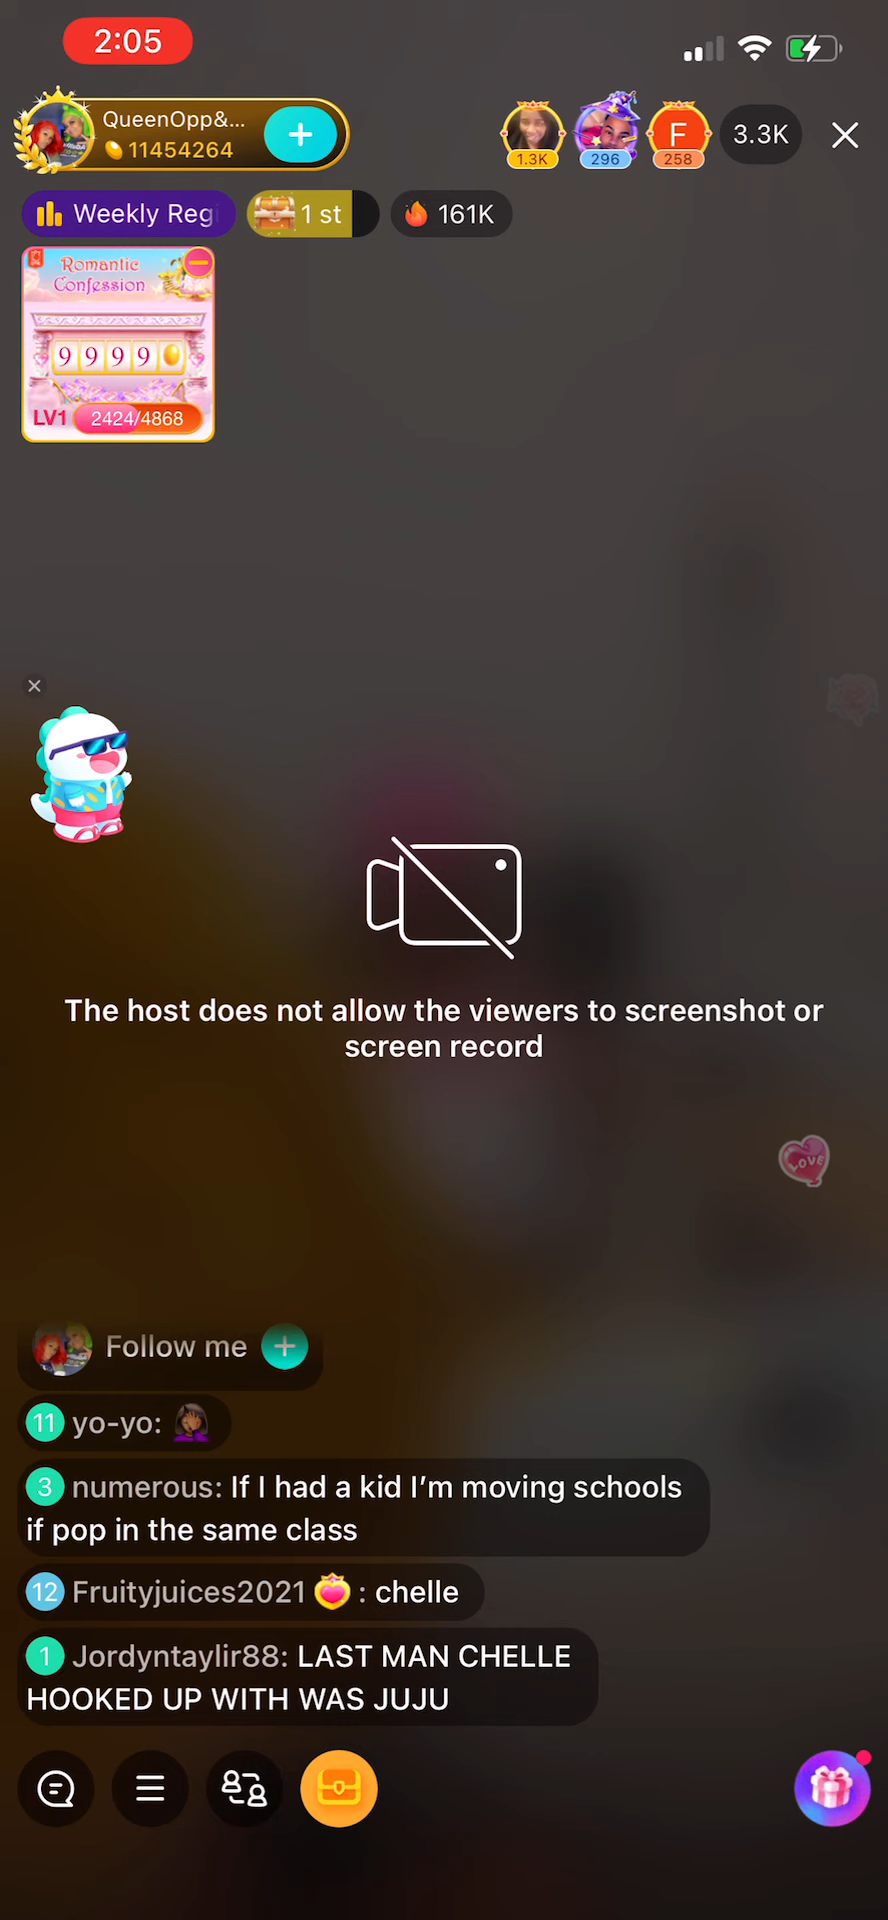 2:05
QueenOpp&...
11454264
1.3K
296
F
258
3.3K
Weekly Reg
1 st
161K
Romantic
Confession
9 9 9 9
LV1 2424/4868
The host does not allow the viewers to screenshot or
screen record
LOVE
Follow me
11 yo-yo:
3 numerous: If I had a kid I’m moving schools
if pop in the same class
12 Fruityjuices2021 : chelle
1 Jordyntaylir88: LAST MAN CHELLE
HOOKED UP WITH WAS JUJU